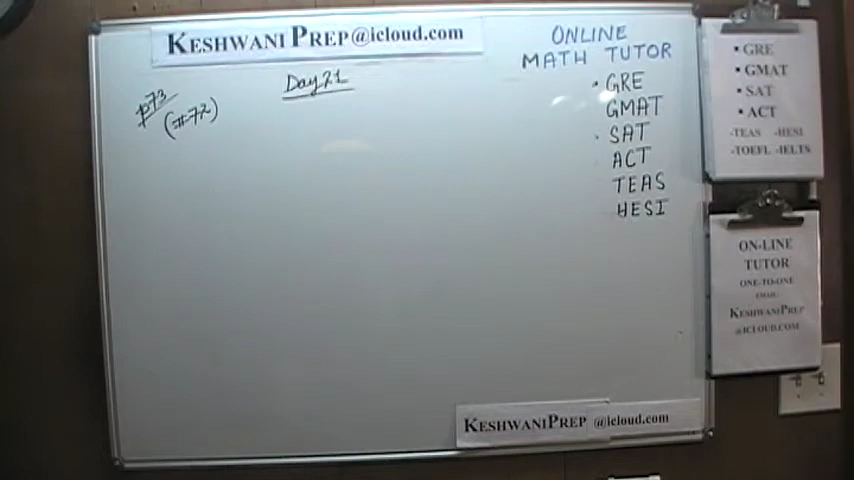 KESHWANI PREP@icloud.com
p73
(#72)
Day 21
ONLINE
MATH TUTOR
• GRE
GMAT
• SAT
ACT
TEAS
HESI
• GRE
• GMAT
• SAT
• ACT
-TEAS -HESI
-TOEFL -IELTS
ON-LINE
TUTOR
ONE-TO-ONE
EMAIL:
KESHWANIPREP
@ICLOUD.COM
KESHWANIPREP @icloud.com